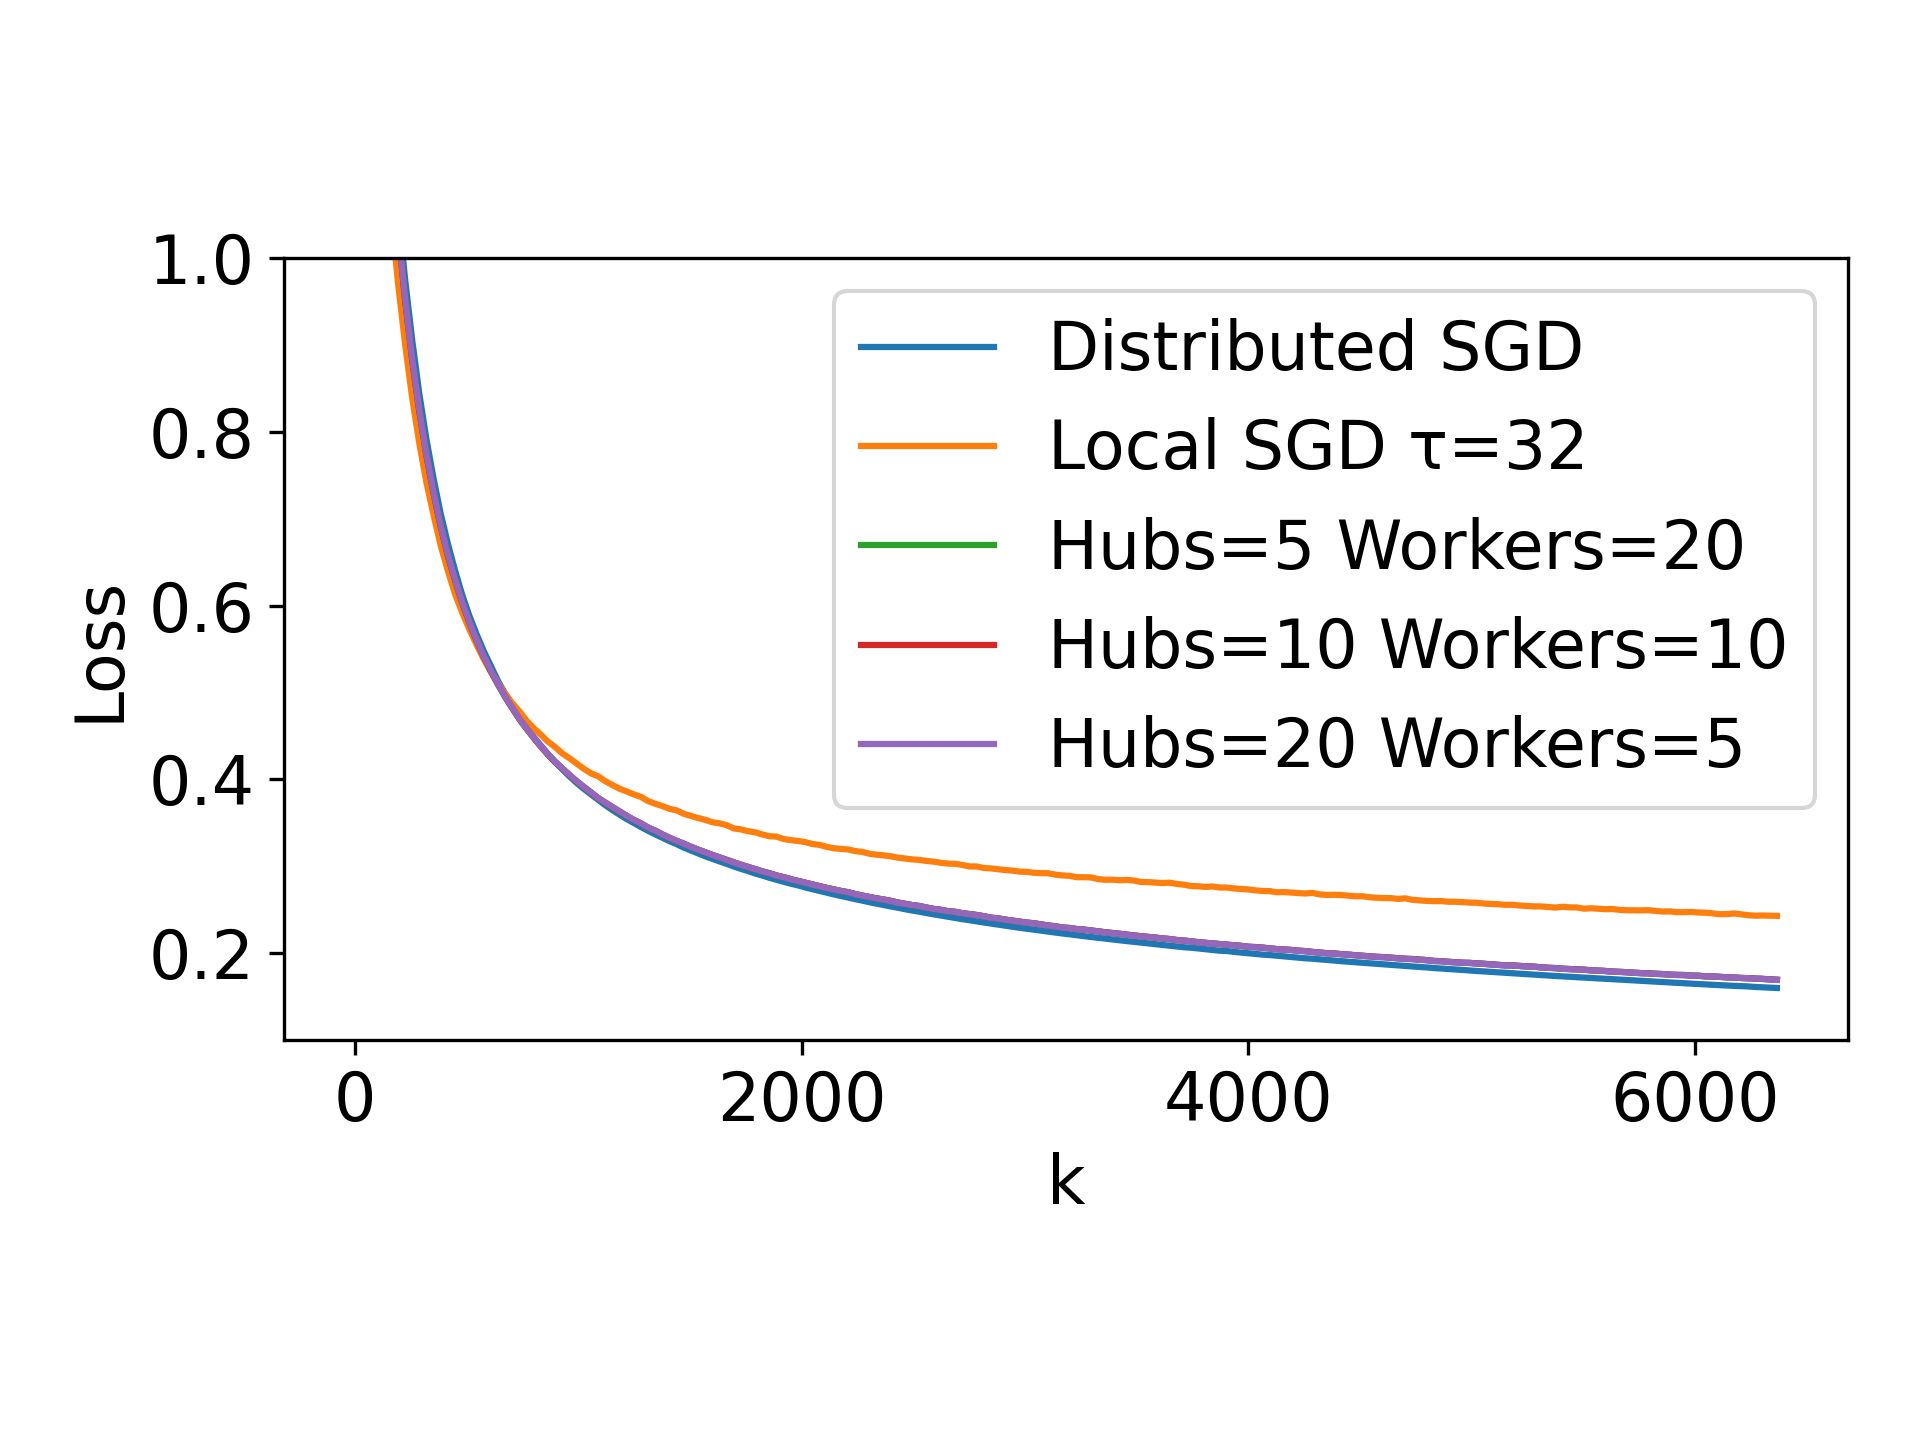 1.0
0.8
0.6
0.4
0.2
Loss
Distributed SGD
Local SGD τ=32
Hubs=5 Workers=20
Hubs=10 Workers=10
Hubs=20 Workers=5
0 2000 4000 6000
k